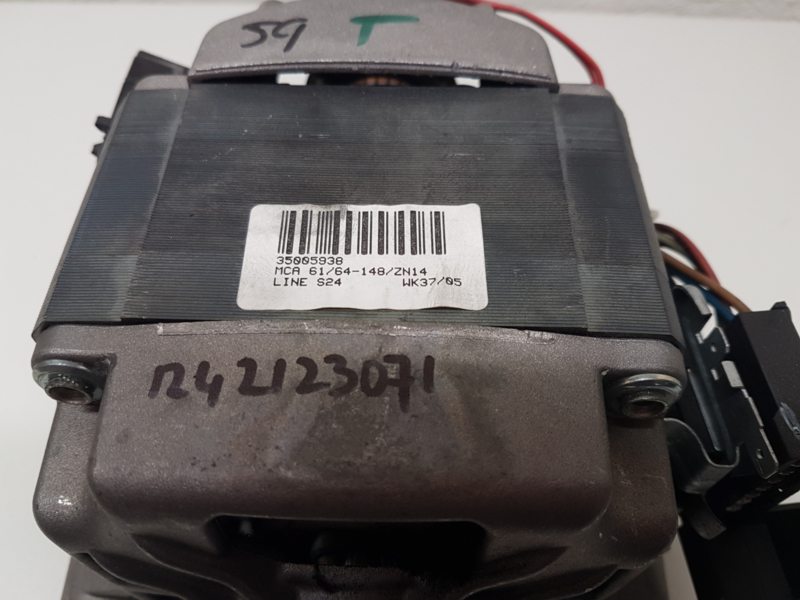 59 T
35005938
MCA 61/64-148/ZN14
LINE S24 WK37/05
1242123071